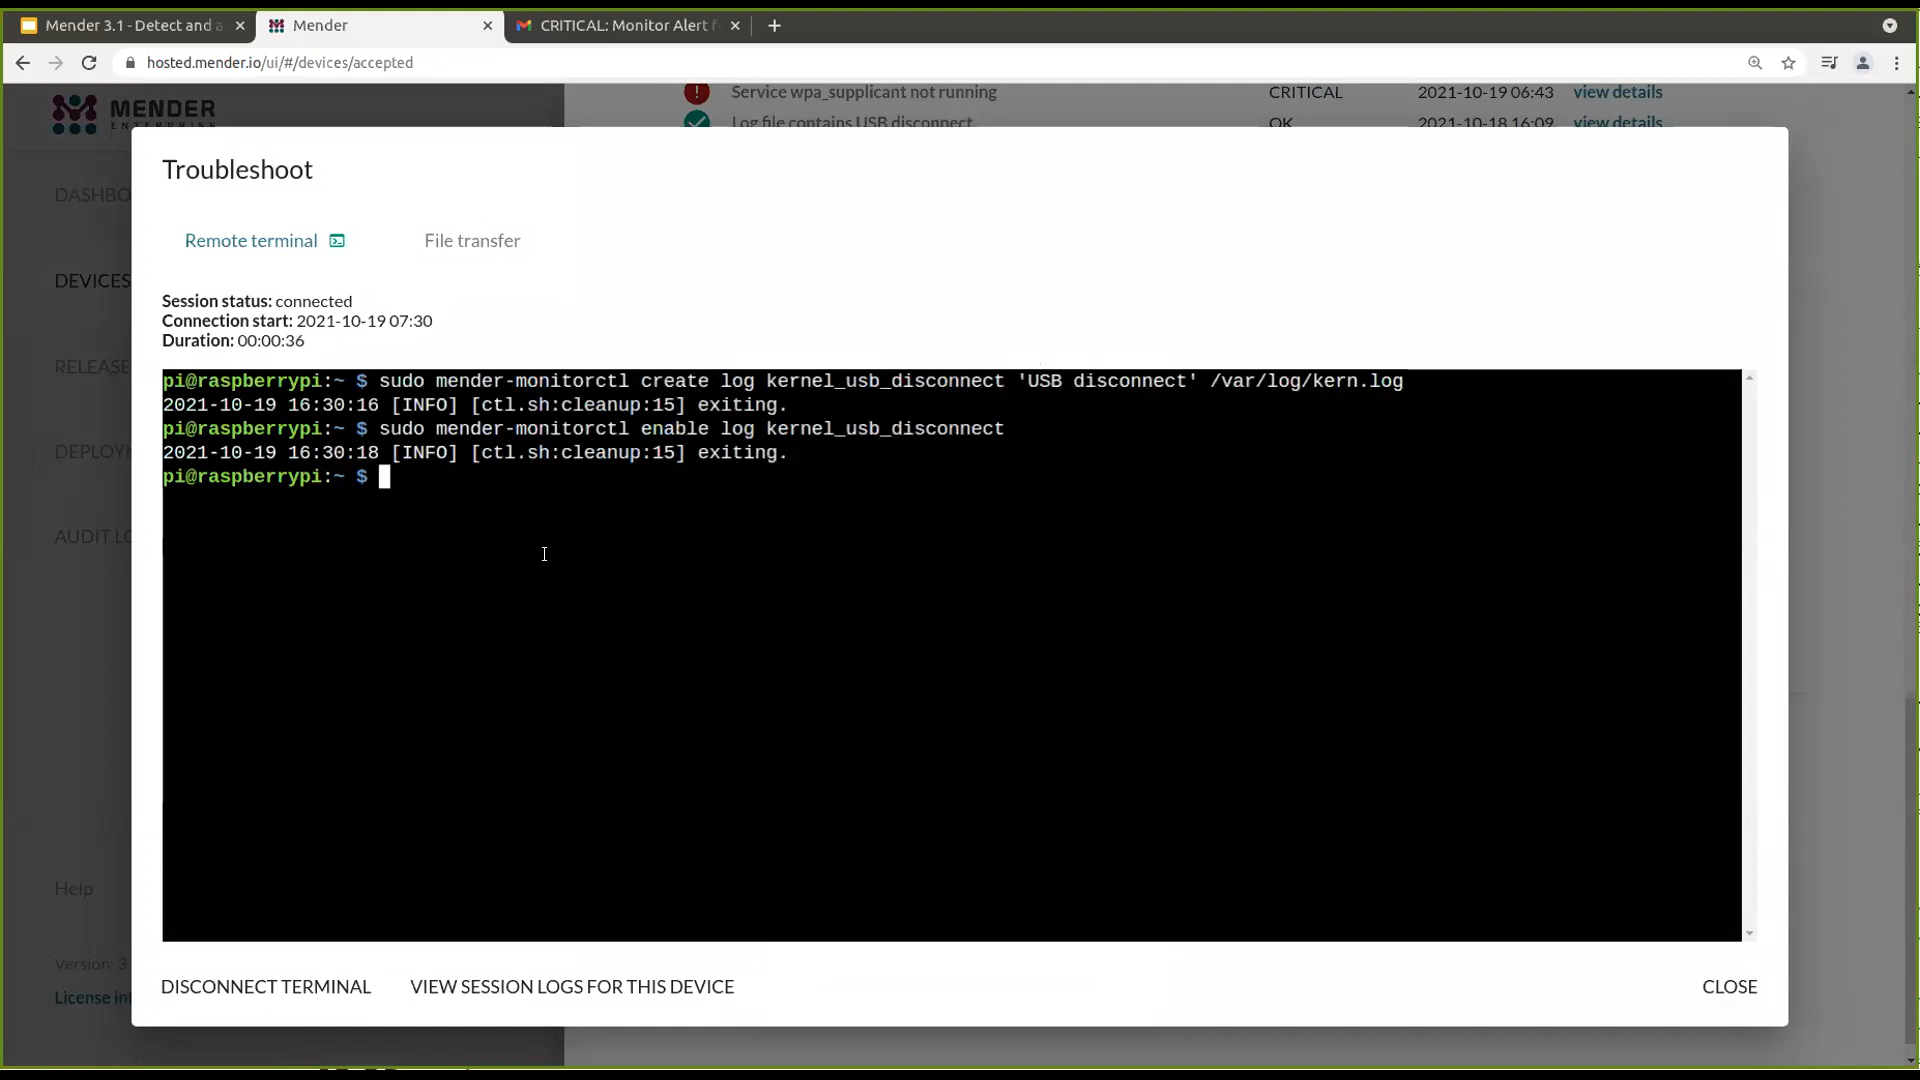 Mender 3.1 - Detect and a
Mender
CRITICAL: Monitor Alert f
hosted.mender.io/ui/#/devices/accepted
MENDER
ENTERPRISE
Service wpa_supplicant not running CRITICAL 2021-10-19 06:43 view details
Log file contains USB disconnect OK 2021-10-18 16:09 view details
DASHBO
DEVICES
RELEASE
DEPLOYM
AUDIT LO
Help
Version: 3.
License in
Troubleshoot
Remote terminal
File transfer
Session status: connected
Connection start: 2021-10-19 07:30
Duration: 00:00:36
pi@raspberrypi:~ $ sudo mender-monitorctl create log kernel_usb_disconnect 'USB disconnect' /var/log/kern.log
2021-10-19 16:30:16 [INFO] [ctl.sh:cleanup:15] exiting.
pi@raspberrypi:~ $ sudo mender-monitorctl enable log kernel_usb_disconnect
2021-10-19 16:30:18 [INFO] [ctl.sh:cleanup:15] exiting.
pi@raspberrypi:~ $
DISCONNECT TERMINAL
VIEW SESSION LOGS FOR THIS DEVICE
CLOSE